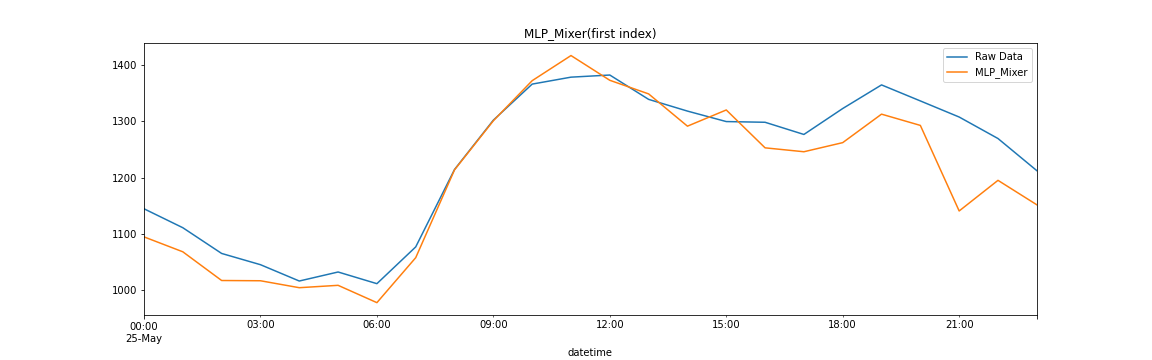 MLP_Mixer(first index)
Raw Data
MLP_Mixer
1400
1300
1200
1100
1000
00:00 03:00 06:00 09:00 12:00 15:00 18:00 21:00
25-May
datetime